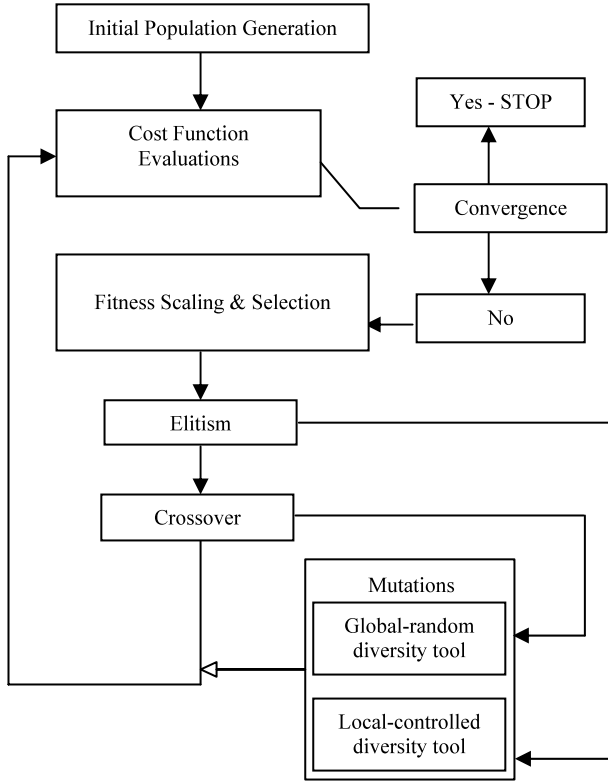 Initial Population Generation
Cost Function
Evaluations
Yes - STOP
Convergence
No
Fitness Scaling & Selection
Elitism
Crossover
Mutations
Global-random
diversity tool
Local-controlled
diversity tool